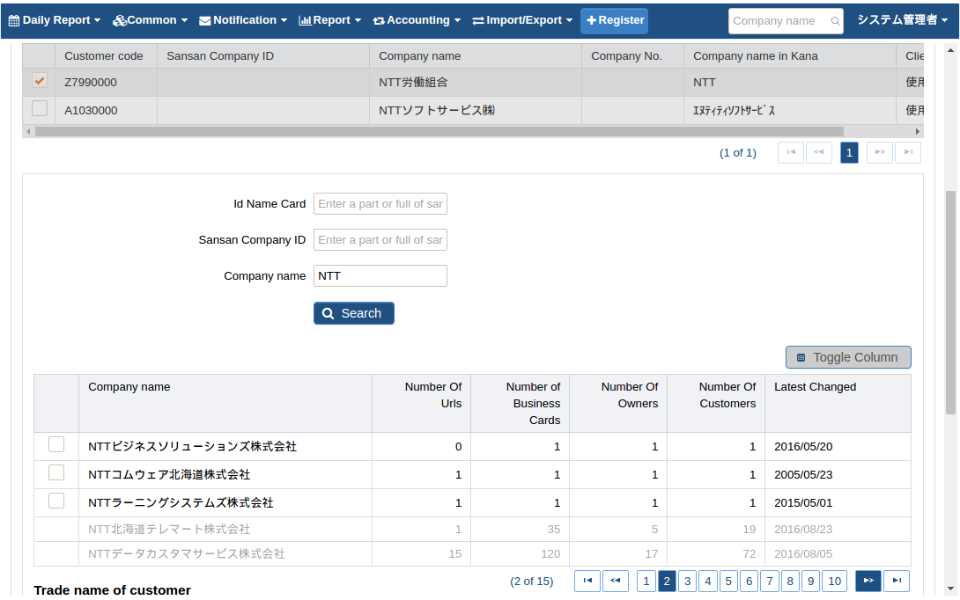 Daily Report Common Notification Report Accounting Import/Export Register Company name システム管理者
Customer code Sansan Company ID Company name Company No. Company name in Kana Clie
Z7990000 NTT労働組合 NTT 使用
A1030000 NTTソフトサービス㈱ ｴﾇﾃｨﾃｨｿﾌﾄｻｰﾋﾞｽ 使用
(1 of 1) 1
Id Name Card Enter a part or full of sar
Sansan Company ID Enter a part or full of sar
Company name NTT
Search
Toggle Column
Company name Number Of Urls Number of Business Cards Number Of Owners Number Of Customers Latest Changed
NTTビジネスソリューションズ株式会社 0 1 1 1 2016/05/20
NTTコムウェア北海道株式会社 1 1 1 1 2005/05/23
NTTラーニングシステムズ株式会社 1 1 1 1 2015/05/01
NTT北海道テレマート株式会社 1 35 5 19 2016/08/23
NTTデータカスタマサービス株式会社 15 120 17 72 2016/08/05
(2 of 15) 1 2 3 4 5 6 7 8 9 10
Trade name of customer